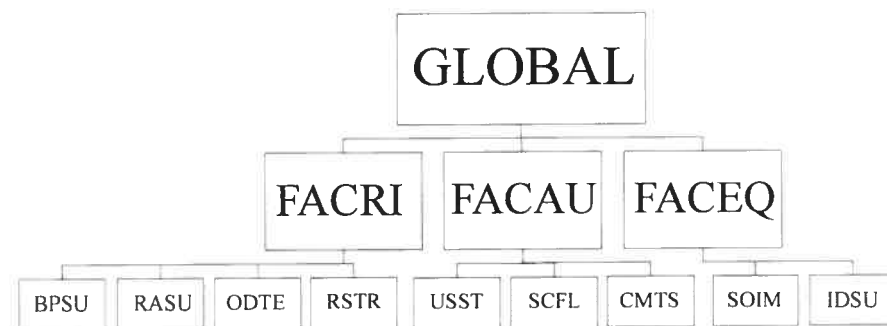 GLOBAL
FACRI FACAU FACEQ
BPSU RASU ODTE RSTR USST SCFL CMTS SOIM IDSU